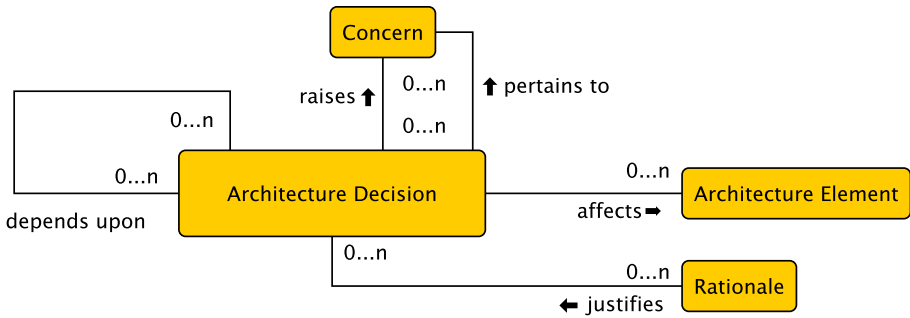 Concern
raises
0...n
pertains to
0...n
0...n
0...n
Architecture Decision
0...n
Architecture Element
depends upon
affects
0...n
0...n
Rationale
justifies